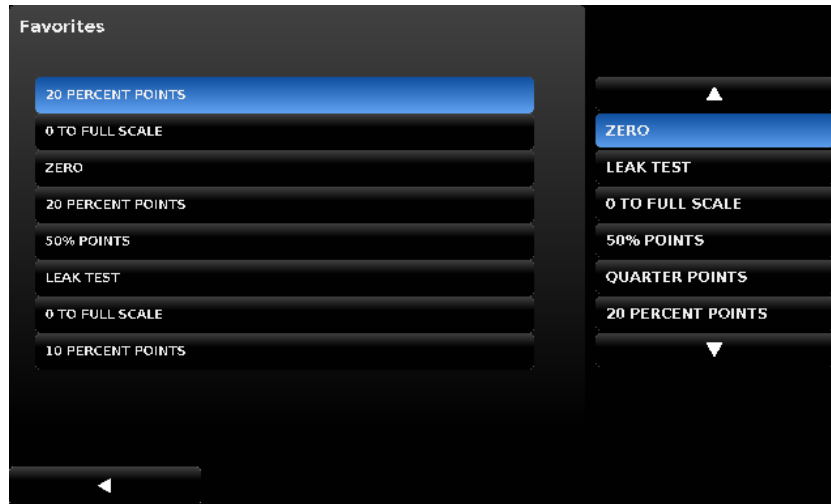 Favorites
20 PERCENT POINTS
0 TO FULL SCALE
ZERO
20 PERCENT POINTS
50% POINTS
LEAK TEST
0 TO FULL SCALE
10 PERCENT POINTS
ZERO
LEAK TEST
0 TO FULL SCALE
50% POINTS
QUARTER POINTS
20 PERCENT POINTS